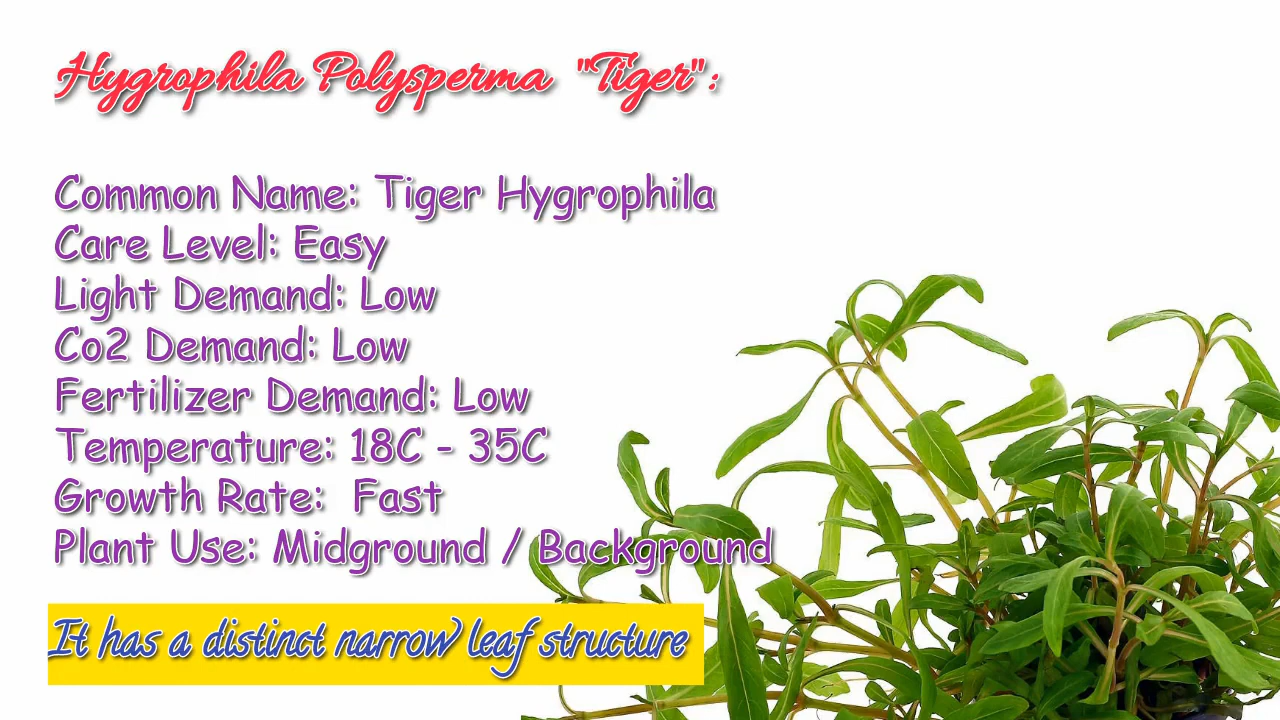 Hygrophila Polysperma "Tiger":
Common Name: Tiger Hygrophila
Care Level: Easy
Light Demand: Low
Co2 Demand: Low
Fertilizer Demand: Low
Temperature: 18C - 35C
Growth Rate: Fast
Plant Use: Midground / Background
It has a distinct narrow leaf structure